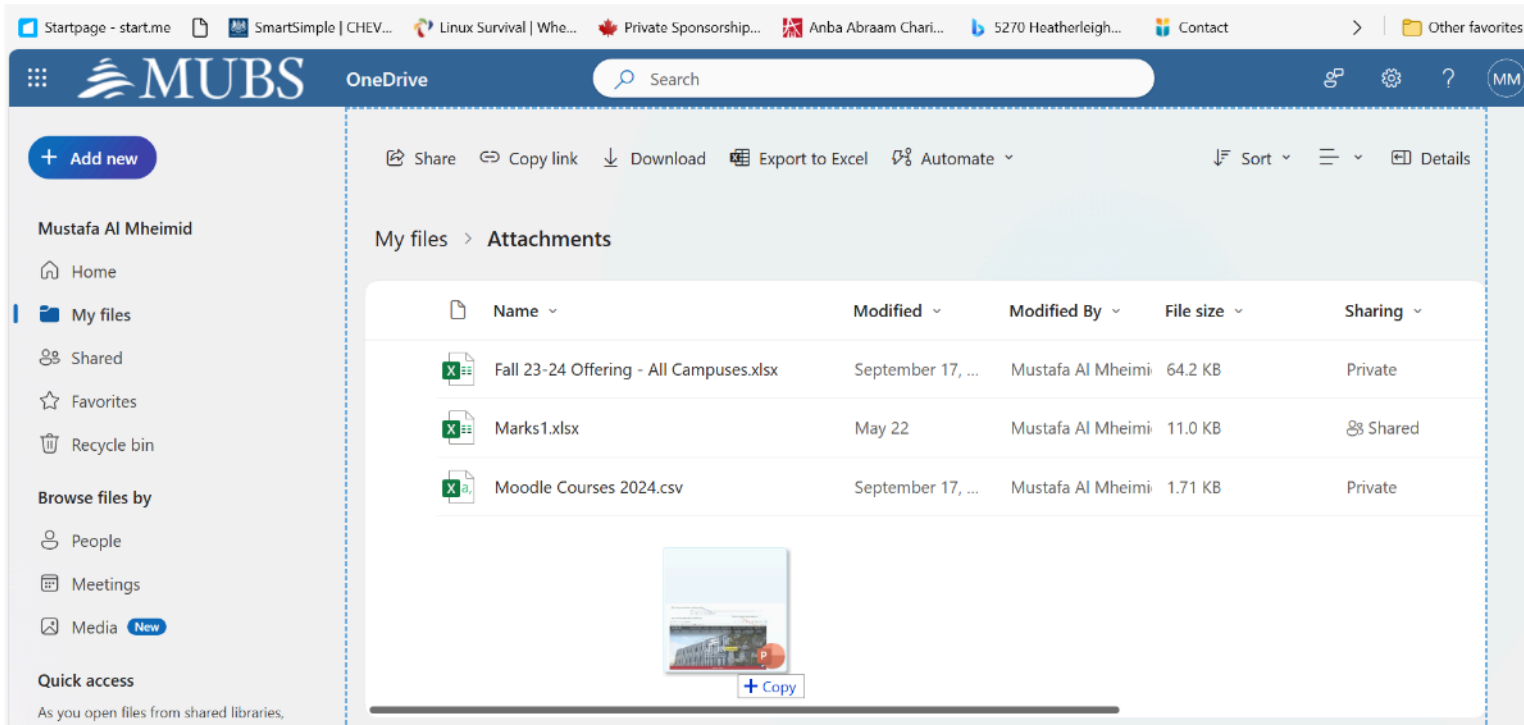 Startpage - start.me SmartSimple | CHEV... Linux Survival | Whe... Private Sponsorship... Anba Abraam Chari... 5270 Heatherleigh... Contact Other favorites
MUBS OneDrive Search MM
+ Add new
Share Copy link Download Export to Excel Automate Sort Details
Mustafa Al Mheimid
My files > Attachments
Home
My files
Shared
Favorites
Recycle bin
Browse files by
People
Meetings
Media New
Quick access
As you open files from shared libraries,
Name Modified Modified By File size Sharing
Fall 23-24 Offering - All Campuses.xlsx September 17, ... Mustafa Al Mheimi 64.2 KB Private
Marks1.xlsx May 22 Mustafa Al Mheimi 11.0 KB Shared
Moodle Courses 2024.csv September 17, ... Mustafa Al Mheimi 1.71 KB Private
P
+ Copy